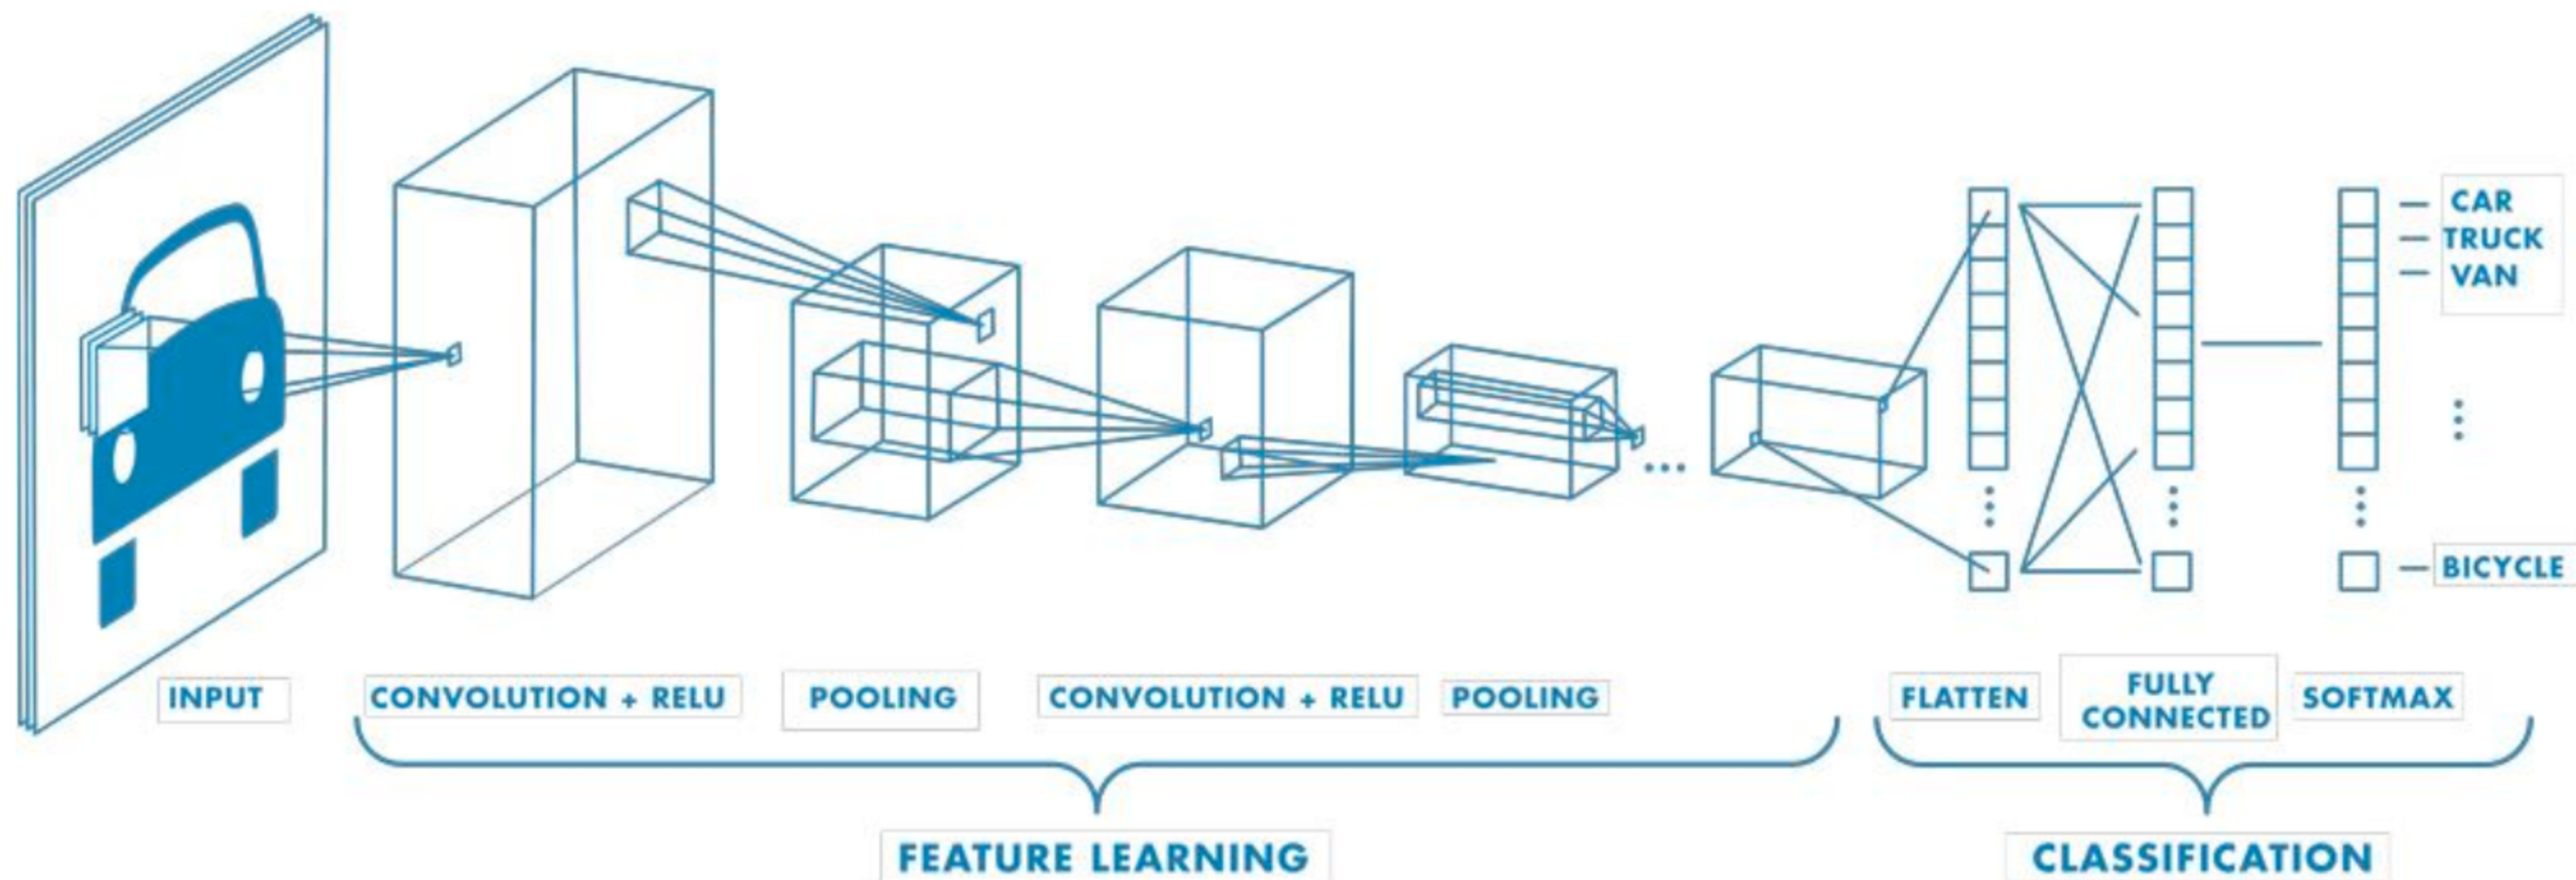 CAR
TRUCK
VAN
BICYCLE
INPUT
CONVOLUTION + RELU
POOLING
CONVOLUTION + RELU
POOLING
FLATTEN
FULLY
CONNECTED
SOFTMAX
FEATURE LEARNING
CLASSIFICATION